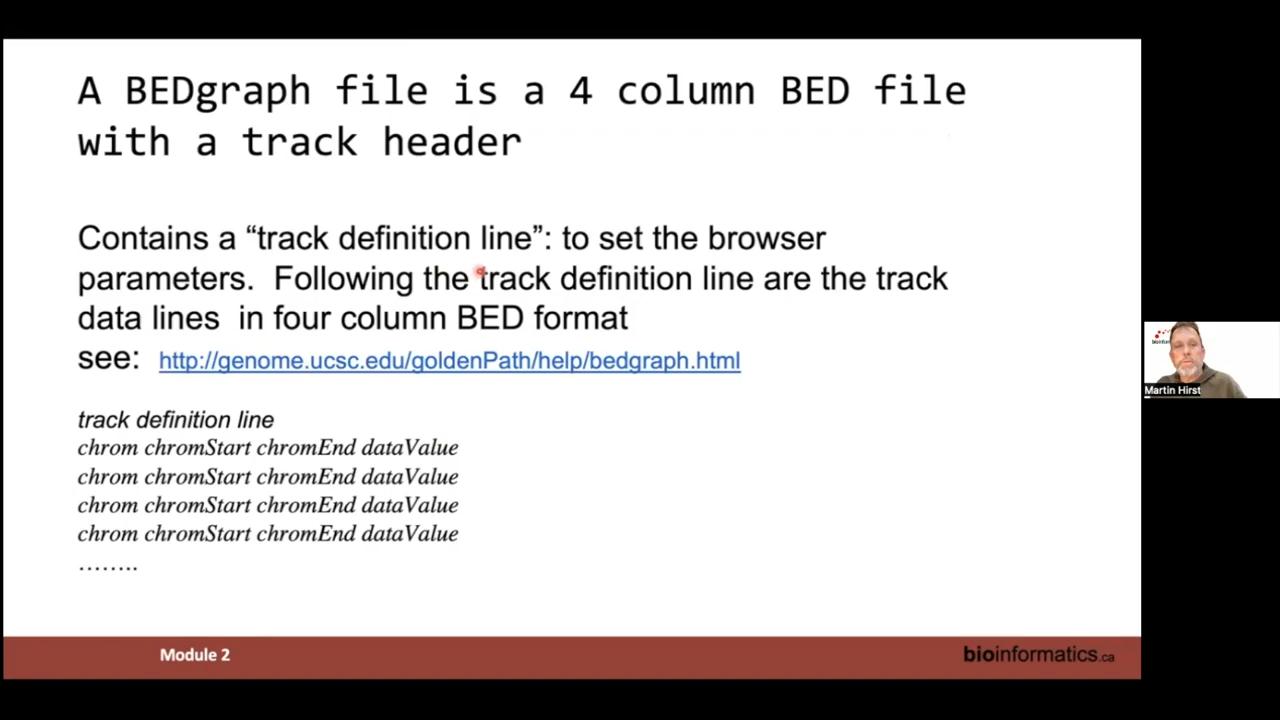 A BEDgraph file is a 4 column BED file
with a track header
Contains a “track definition line”: to set the browser
parameters.  Following the track definition line are the track
data lines  in four column BED format
see:  http://genome.ucsc.edu/goldenPath/help/bedgraph.html
track definition line
chrom chromStart chromEnd dataValue
chrom chromStart chromEnd dataValue
chrom chromStart chromEnd dataValue
chrom chromStart chromEnd dataValue
……..
Martin Hirst
Module 2
bioinformatics.ca